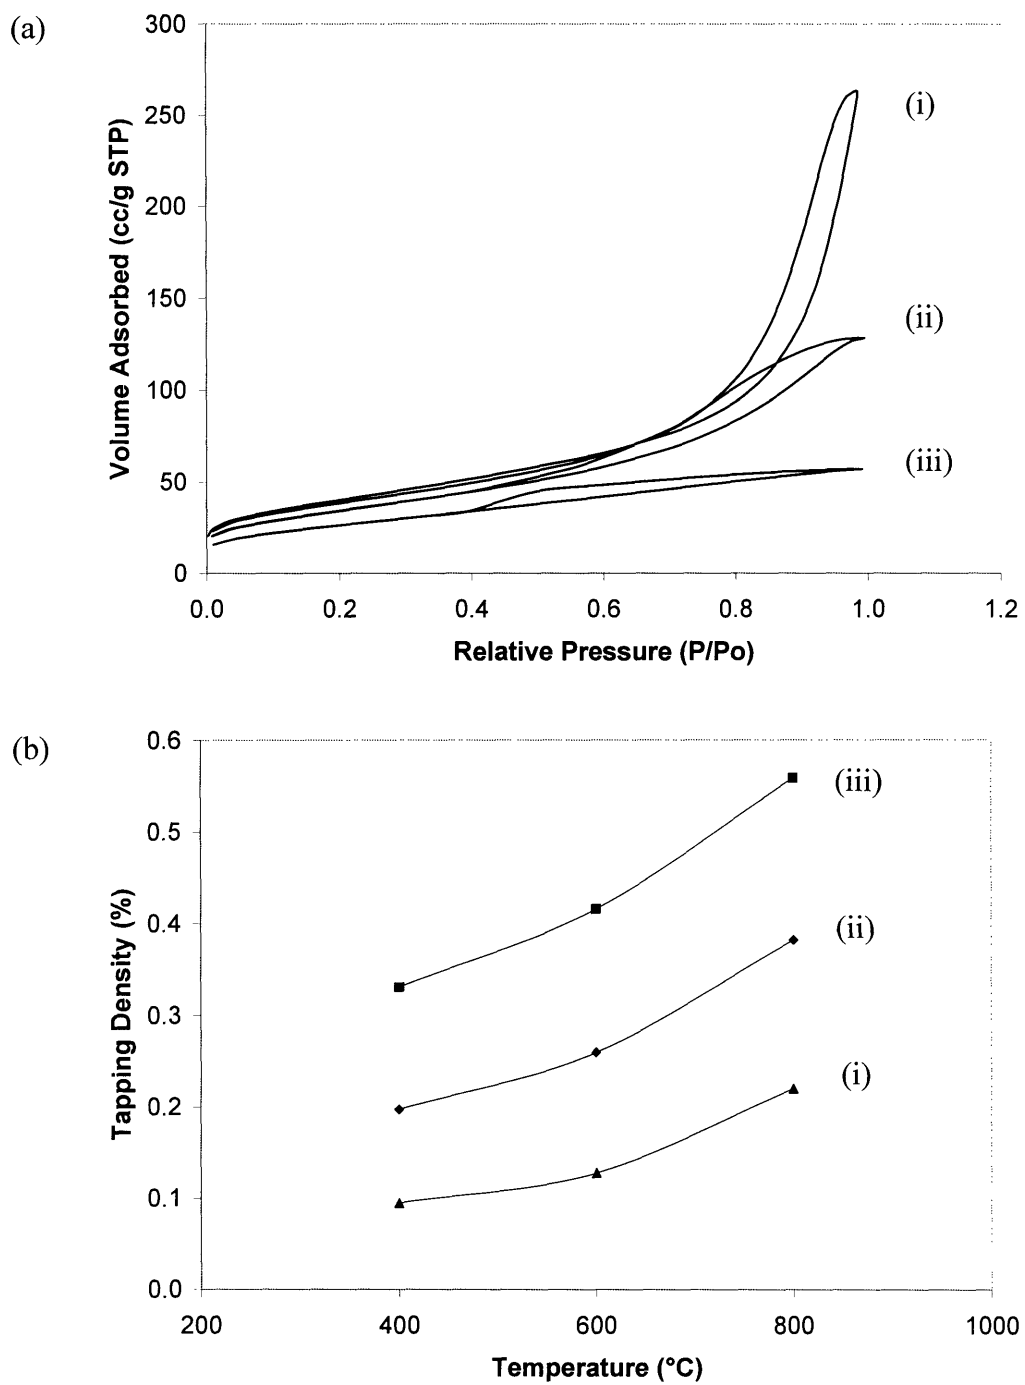 (a)
300
250
200
150
100
50
0
Volume Adsorbed (cc/g STP)
(i)
(ii)
(iii)
0.0 0.2 0.4 0.6 0.8 1.0 1.2
Relative Pressure (P/Po)
(b)
0.6
0.5
0.4
0.3
0.2
0.1
0.0
Tapping Density (%)
(iii)
(ii)
(i)
200 400 600 800 1000
Temperature (°C)